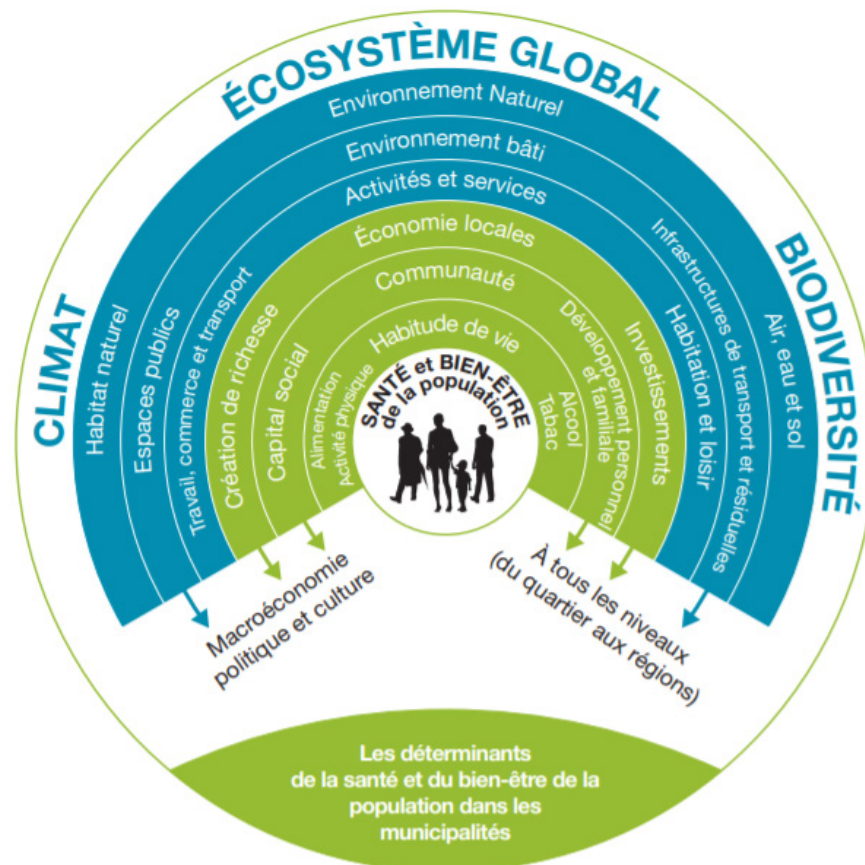 ÉCOSYSTÈME GLOBAL
CLIMAT
BIODIVERSITÉ
Environnement Naturel
Habitat naturel
Air, eau et sol
Environnement bâti
Espaces publics
Infrastructures de transport et résiduelles
Activités et services
Travail, commerce et transport
Habitation et loisir
Économie locales
Création de richesse
Investissements
Communauté
Capital social
Développement personnel
et familiale
Habitude de vie
Alimentation
Activité physique
Alcool
Tabac
SANTÉ et BIEN-ÊTRE
de la population
Macroéconomie
politique et culture
À tous les niveaux
(du quartier aux régions)
Les déterminants
de la santé et du bien-être de la
population dans les
municipalités